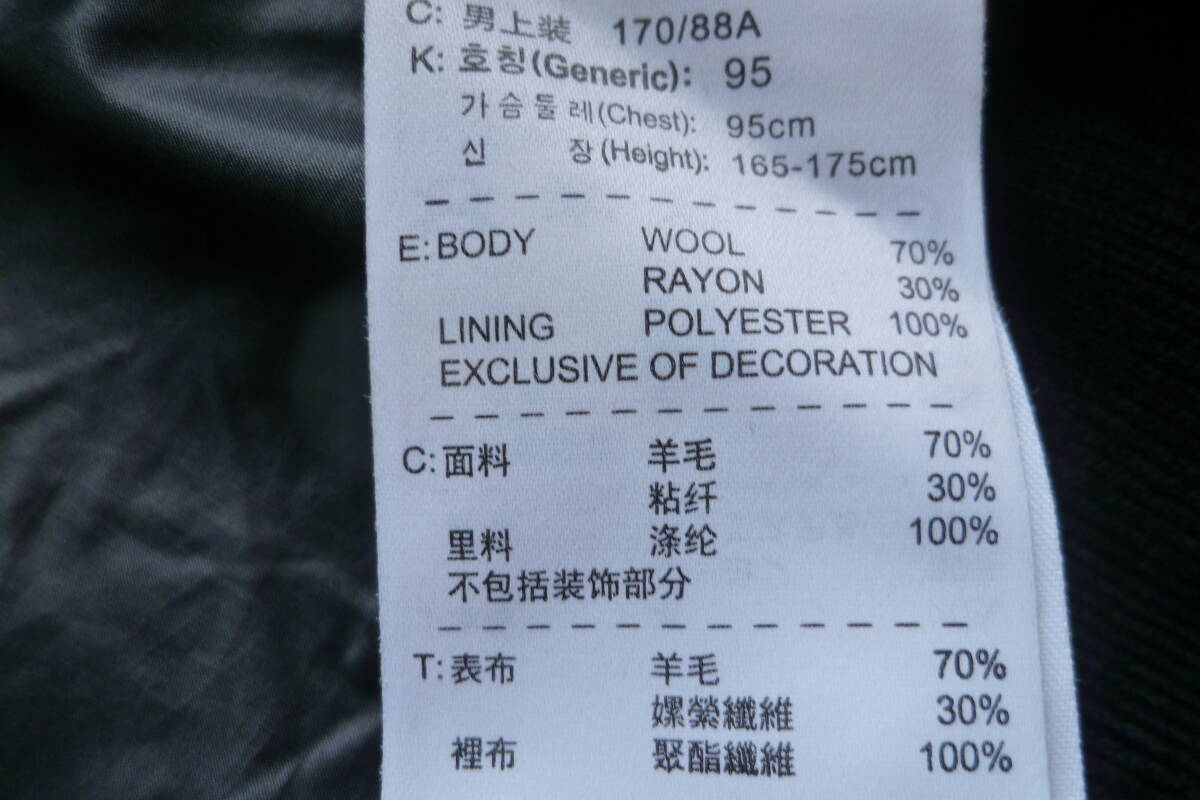 C: 男上装 170/88A
K: 호칭(Generic): 95
가슴둘레(Chest): 95cm
신 장(Height): 165-175cm
E: BODY WOOL 70%
RAYON 30%
LINING POLYESTER 100%
EXCLUSIVE OF DECORATION
C: 面料 羊毛 70%
粘纤 30%
里料 涤纶 100%
不包括装饰部分
T: 表布 羊毛 70%
嫘縈纖維 30%
裡布 聚酯纖維 100%